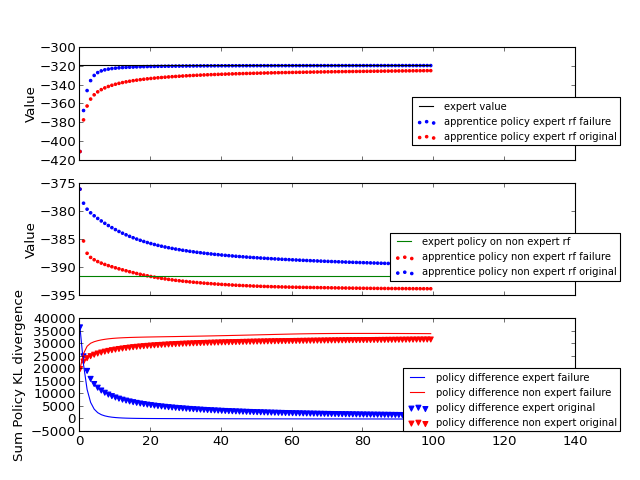 −300
−320
−340
−360
−380
−400
−420
Value
expert value
apprentice policy expert rf failure
apprentice policy expert rf original
−375
−380
−385
−390
−395
Value
expert policy on non expert rf
apprentice policy non expert rf failure
apprentice policy non expert rf original
40000
35000
30000
25000
20000
15000
10000
5000
0
−5000
Sum Policy KL divergence
policy difference expert failure
policy difference non expert failure
policy difference expert original
policy difference non expert original
0 20 40 60 80 100 120 140